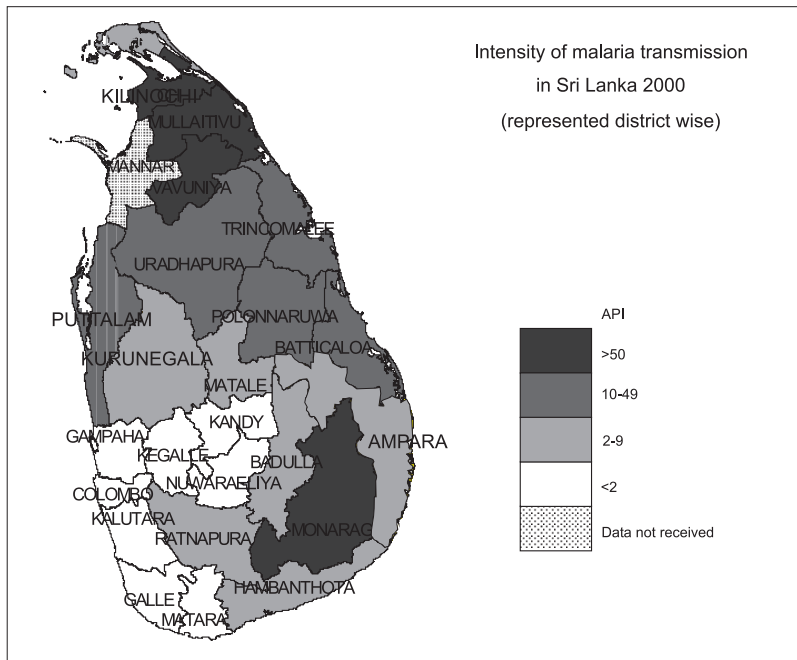 Intensity of malaria transmission
in Sri Lanka 2000
(represented district wise)
KILINOCHHI
MULLAITIVU
MANNAR
VAVUNIYA
TRINCOMALEE
URADHAPURA
PUTTALAM
POLONNARUWA
KURUNEGALA
BATTICALOA
MATALE
KANDY
GAMPAHA
AMPARA
KEGALLE
BADULLA
NUWARAELIYA
COLOMBO
KALUTARA
RATNAPURA
MONARAG
HAMBANTHOTA
GALLE
MATARA
API
>50
10-49
2-9
<2
Data not received